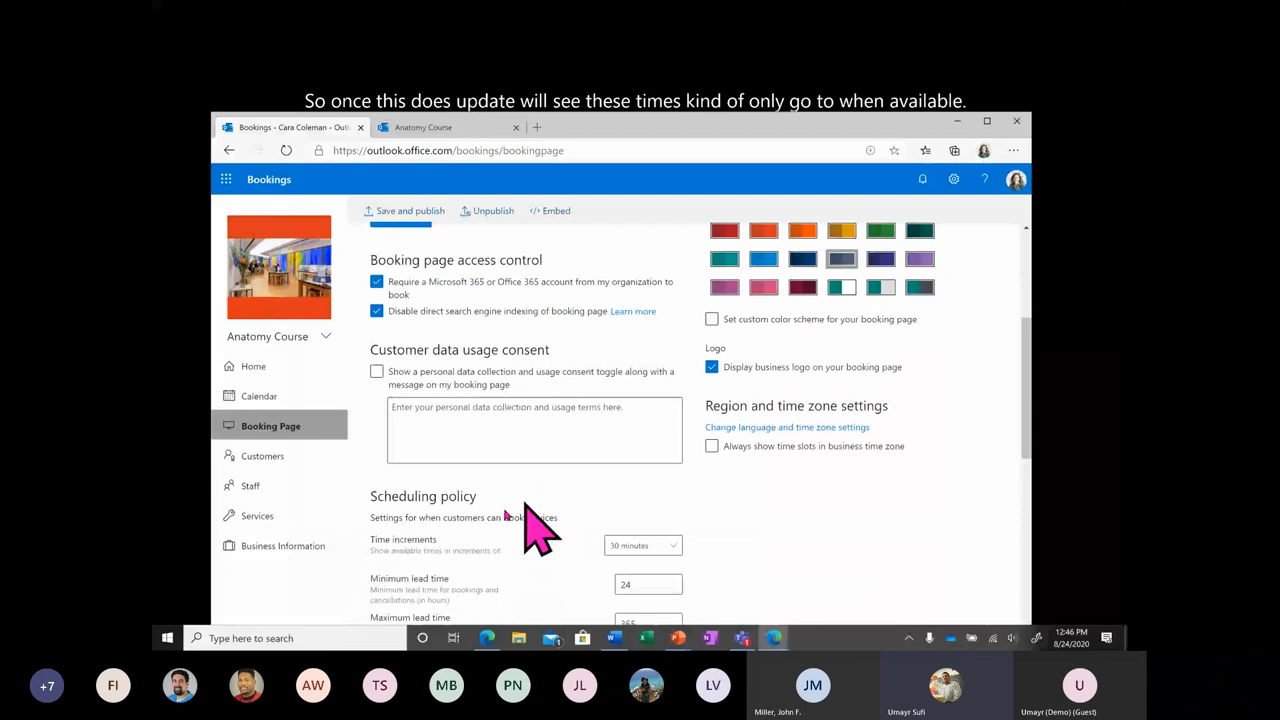 So once this does update will see these times kind of only go to when available.
Bookings - Cara Coleman - Outl
Anatomy Course
https://outlook.office.com/bookings/bookingpage
Bookings
Save and publish
Unpublish
</> Embed
Booking page access control
Require a Microsoft 365 or Office 365 account from my organization to
book
Disable direct search engine indexing of booking page Learn more
Set custom color scheme for your booking page
Anatomy Course
Customer data usage consent
Logo
Show a personal data collection and usage consent toggle along with a
message on my booking page
Display business logo on your booking page
Home
Calendar
Booking Page
Customers
Staff
Services
Business Information
Enter your personal data collection and usage terms here.
Region and time zone settings
Change language and time zone settings
Always show time slots in business time zone
Scheduling policy
Settings for when customers can
Time increments
Show available times in increments of:
30 minutes
Minimum lead time
Minimum lead time for bookings and
cancellations (in hours)
24
Maximum lead time
365
Type here to search
12:46 PM
8/24/2020
+7
FI
AW
TS
MB
PN
JL
LV
JM
Miller, John F.
Umayr Sufi
U
Umayr (Demo) (Guest)